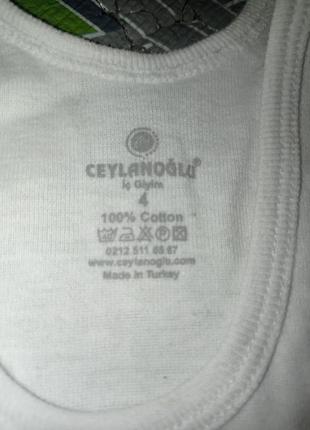 CEYLANOĞLU®
İç Giyim
4
100% Cotton
0212 511 65 67
www.ceylanoglu.com
Made in Turkey